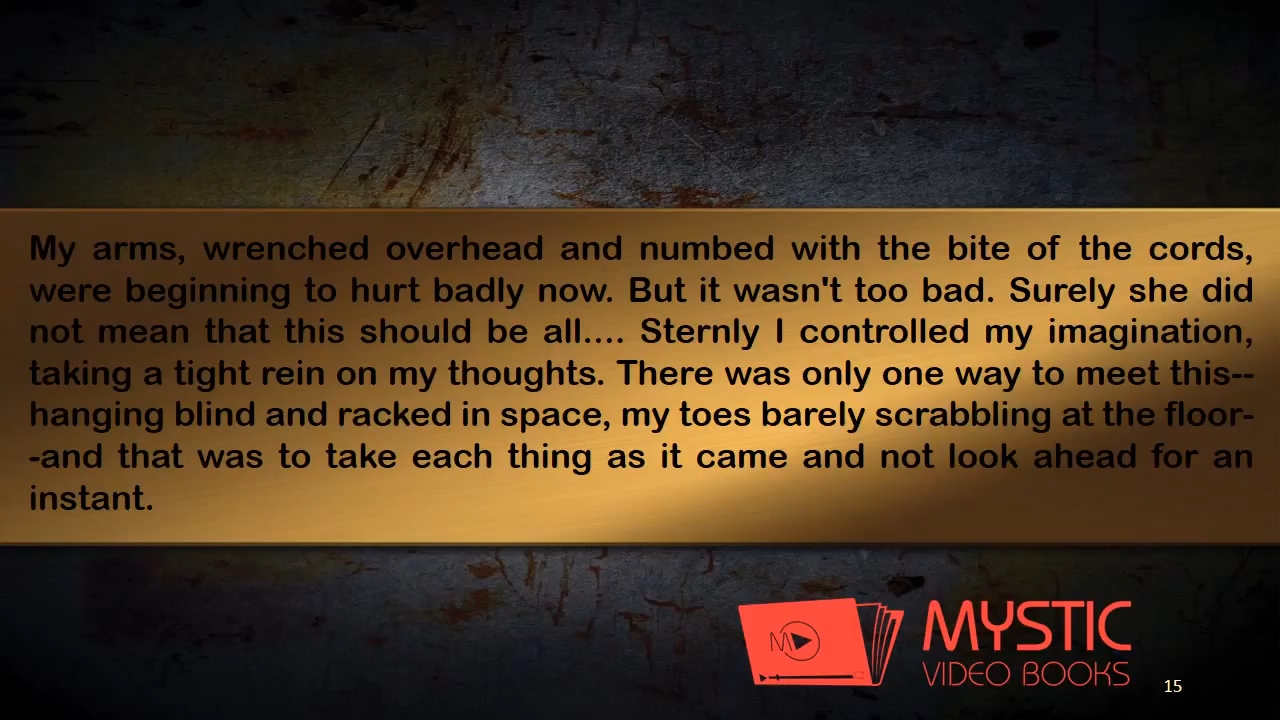 My arms, wrenched overhead and numbed with the bite of the cords,
were beginning to hurt badly now. But it wasn't too bad. Surely she did
not mean that this should be all.... Sternly I controlled my imagination,
taking a tight rein on my thoughts. There was only one way to meet this--
hanging blind and racked in space, my toes barely scrabbling at the floor-
-and that was to take each thing as it came and not look ahead for an
instant.
M
MYSTIC
VIDEO BOOKS
15